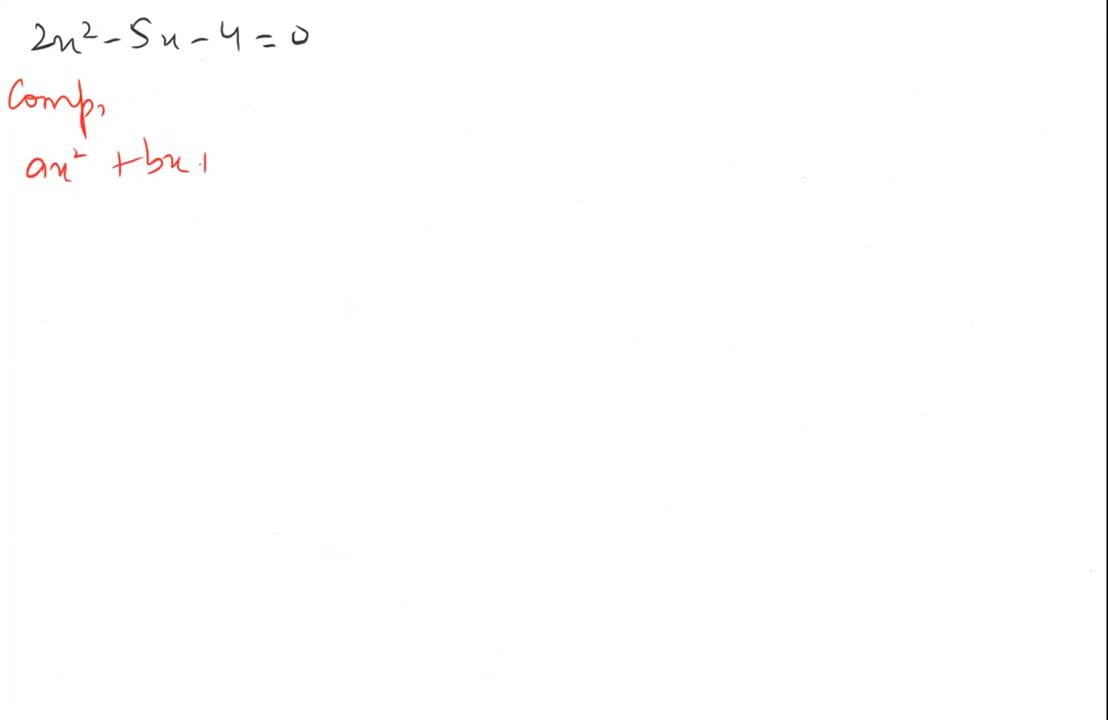 2x² - 5x - 4 = 0
Comp,
ax² + bx +